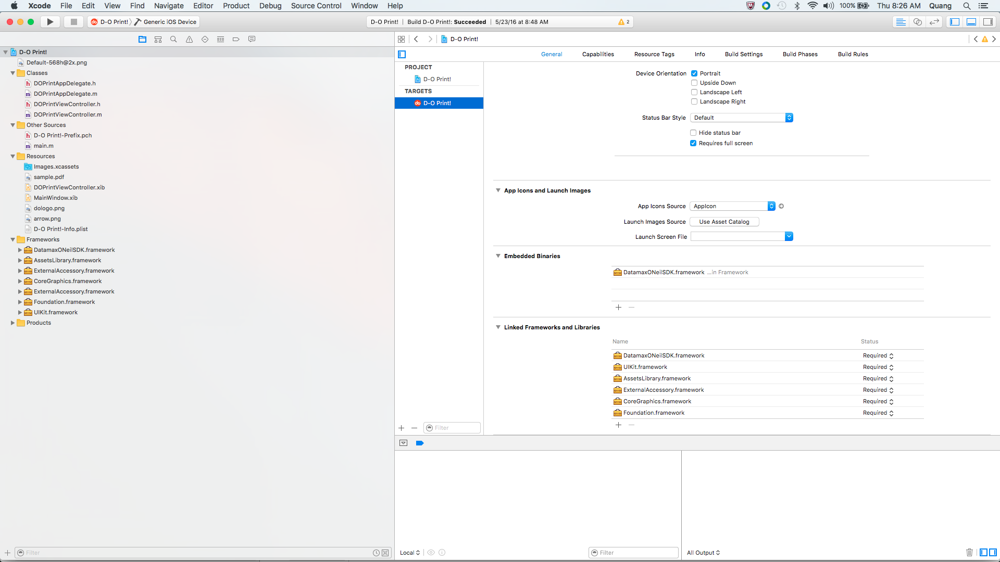 Xcode File Edit View Find Navigate Editor Product Debug Source Control Window Help 100% Thu 8:26 AM Quang
do D-O Print! Generic iOS Device D-O Print! Build D-O Print!: Succeeded 5/23/16 at 8:48 AM 2
D-O Print!
D-O Print!
Default-568h@2x.png
Classes
h DOPrintAppDelegate.h
m DOPrintAppDelegate.m
h DOPrintViewController.h
m DOPrintViewController.m
Other Sources
h D-O Print!-Prefix.pch
m main.m
Resources
Images.xcassets
sample.pdf
DOPrintViewController.xib
MainWindow.xib
dologo.png
arrow.png
D-O Print!-Info.plist
Frameworks
DatamaxONeilSDK.framework
AssetsLibrary.framework
ExternalAccessory.framework
CoreGraphics.framework
ExternalAccessory.framework
Foundation.framework
UIKit.framework
Products
Filter
General Capabilities Resource Tags Info Build Settings Build Phases Build Rules
PROJECT
D-O Print!
TARGETS
do D-O Print!
Filter
Device Orientation Portrait
Upside Down
Landscape Left
Landscape Right
Status Bar Style Default
Hide status bar
Requires full screen
App Icons and Launch Images
App Icons Source AppIcon
Launch Images Source Use Asset Catalog
Launch Screen File
Embedded Binaries
DatamaxONeilSDK.framework ...in Framework
Linked Frameworks and Libraries
Name Status
DatamaxONeilSDK.framework Required
UIKit.framework Required
AssetsLibrary.framework Required
ExternalAccessory.framework Required
CoreGraphics.framework Required
Foundation.framework Required
Local Filter All Output